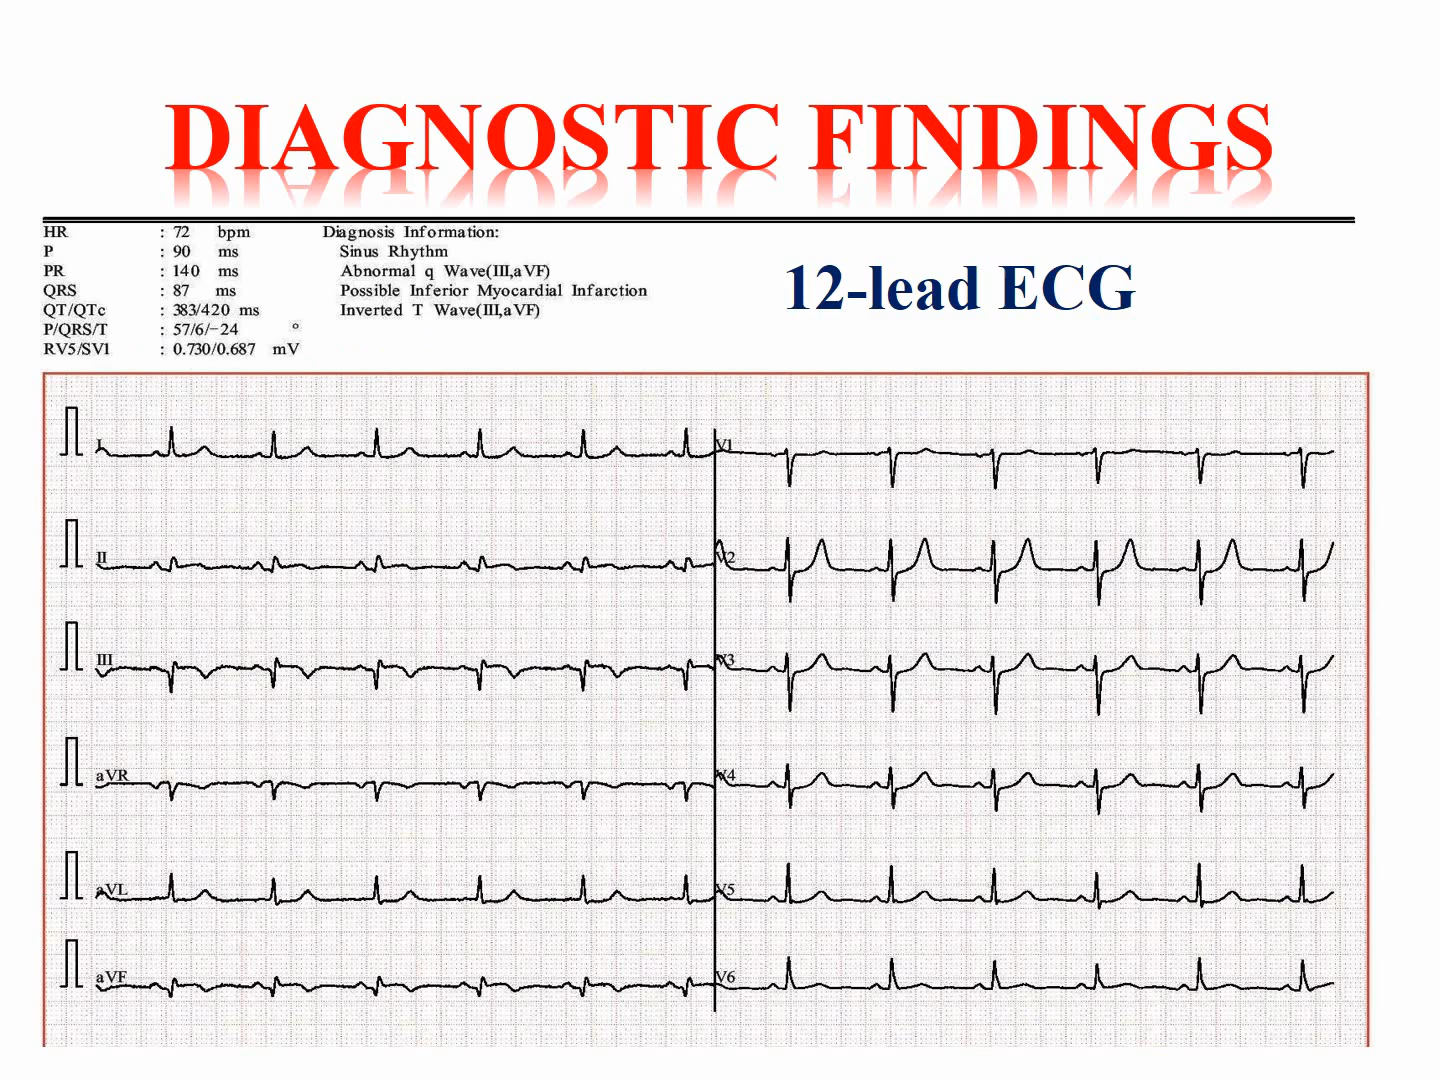 DIAGNOSTIC FINDINGS
HR : 72 bpm
P : 90 ms
PR : 140 ms
QRS : 87 ms
QT/QTc : 383/420 ms
P/QRS/T : 57/6/-24 °
RV5/SV1 : 0.730/0.687 mV
Diagnosis Information:
Sinus Rhythm
Abnormal q Wave(III,aVF)
Possible Inferior Myocardial Infarction
Inverted T Wave(III,aVF)
12-lead ECG
I
II
III
aVR
aVL
aVF
V1
V2
V3
V4
V5
V6